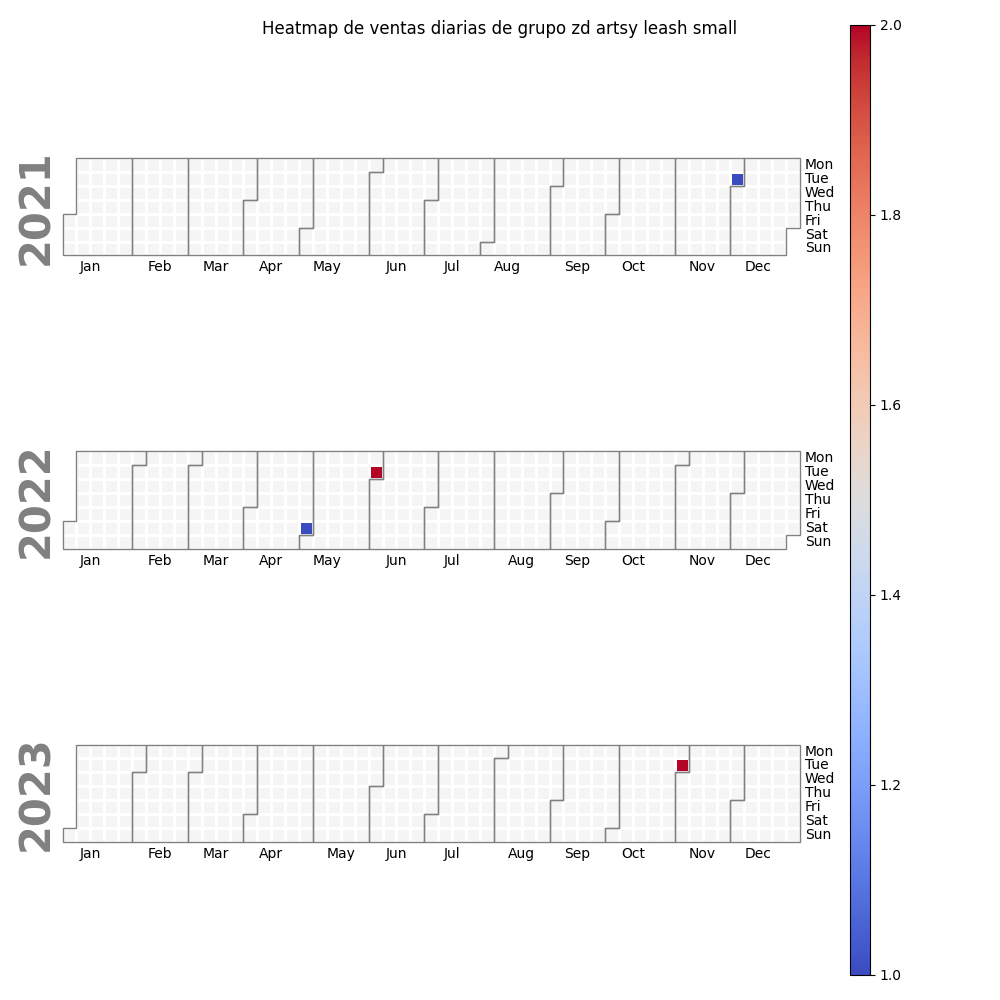 Heatmap de ventas diarias de grupo zd artsy leash small
2021
Mon
Tue
Wed
Thu
Fri
Sat
Sun
Jan Feb Mar Apr May Jun Jul Aug Sep Oct Nov Dec
2022
Mon
Tue
Wed
Thu
Fri
Sat
Sun
Jan Feb Mar Apr May Jun Jul Aug Sep Oct Nov Dec
2023
Mon
Tue
Wed
Thu
Fri
Sat
Sun
Jan Feb Mar Apr May Jun Jul Aug Sep Oct Nov Dec
2.0
1.8
1.6
1.4
1.2
1.0